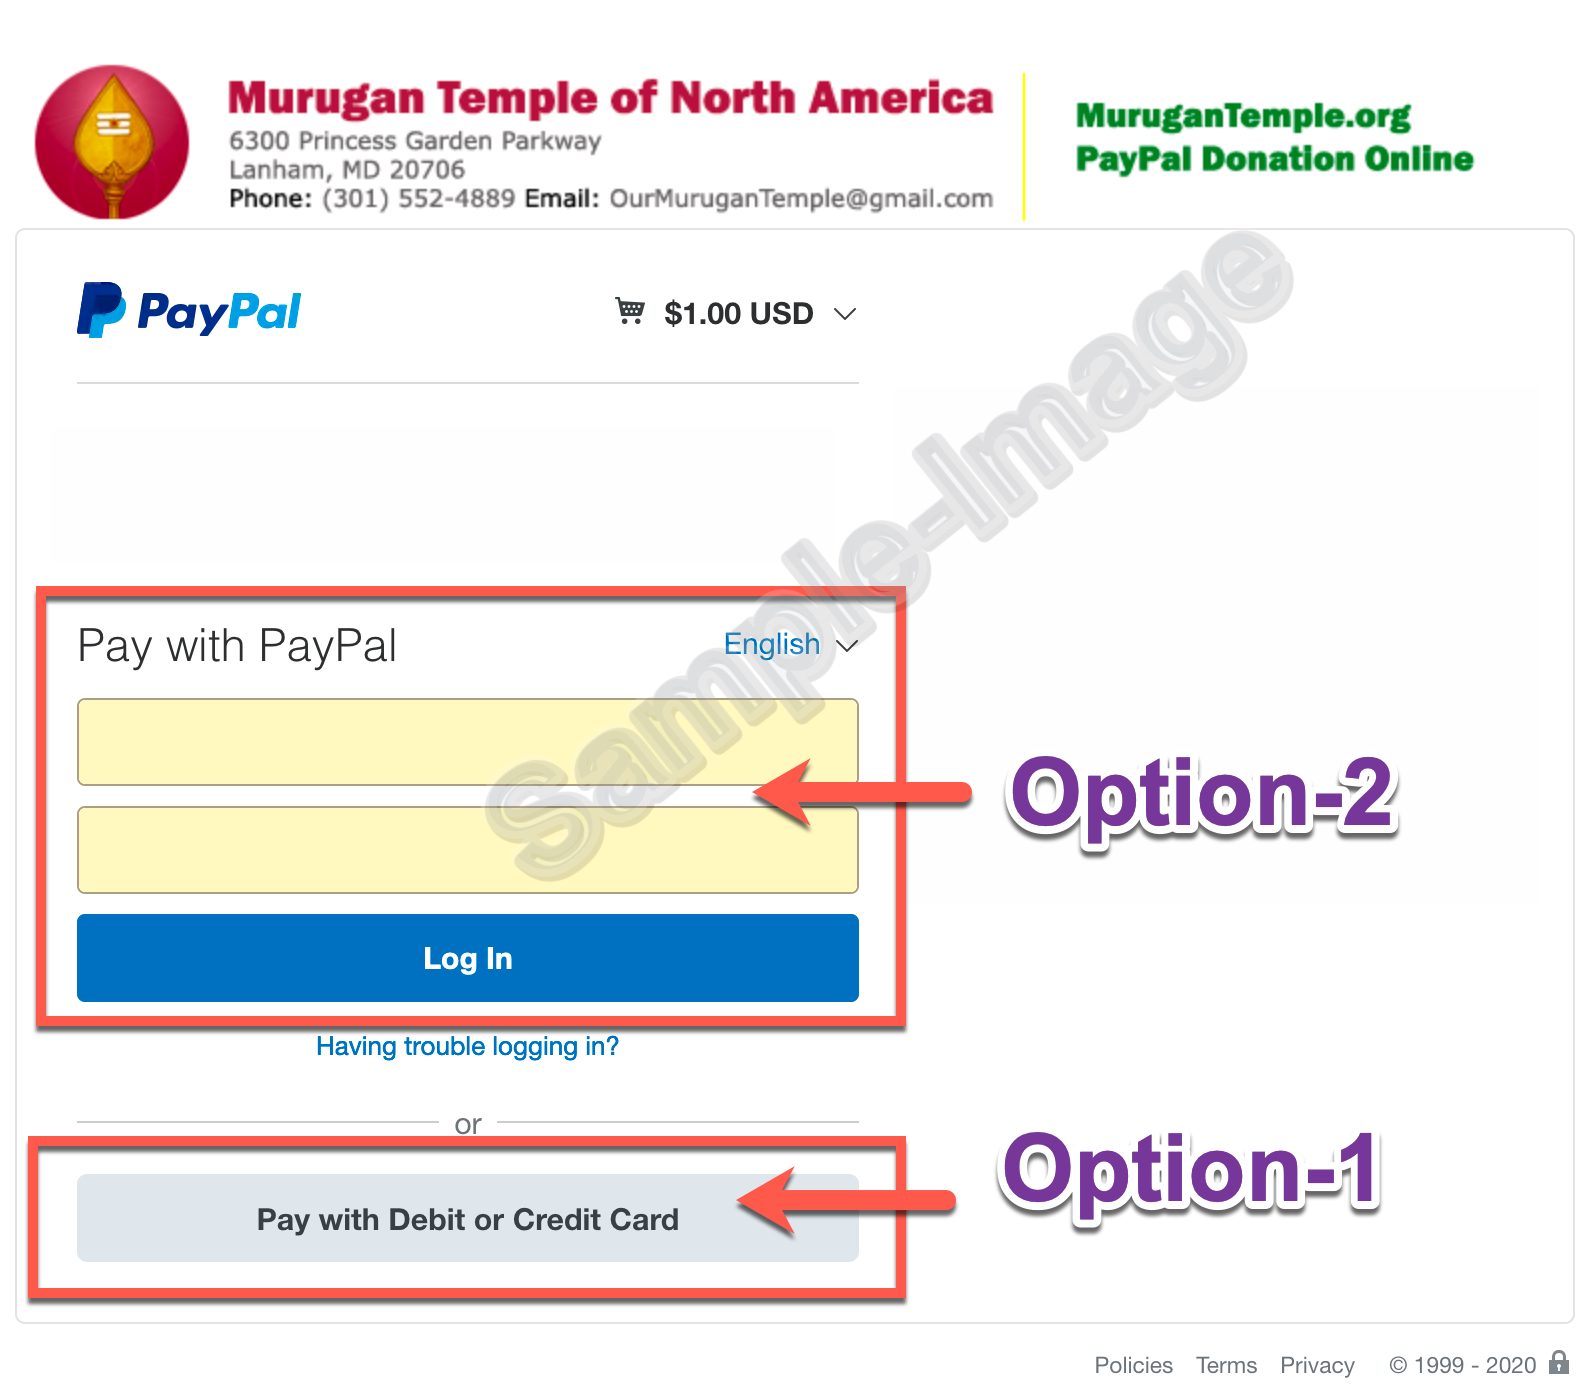 Murugan Temple of North America
6300 Princess Garden Parkway
Lanham, MD 20706
Phone: (301) 552-4889 Email: OurMuruganTemple@gmail.com
MuruganTemple.org
PayPal Donation Online
PayPal
$1.00 USD
Sample-Image
Pay with PayPal
English
Option-2
Log In
Having trouble logging in?
or
Option-1
Pay with Debit or Credit Card
Policies Terms Privacy © 1999 - 2020